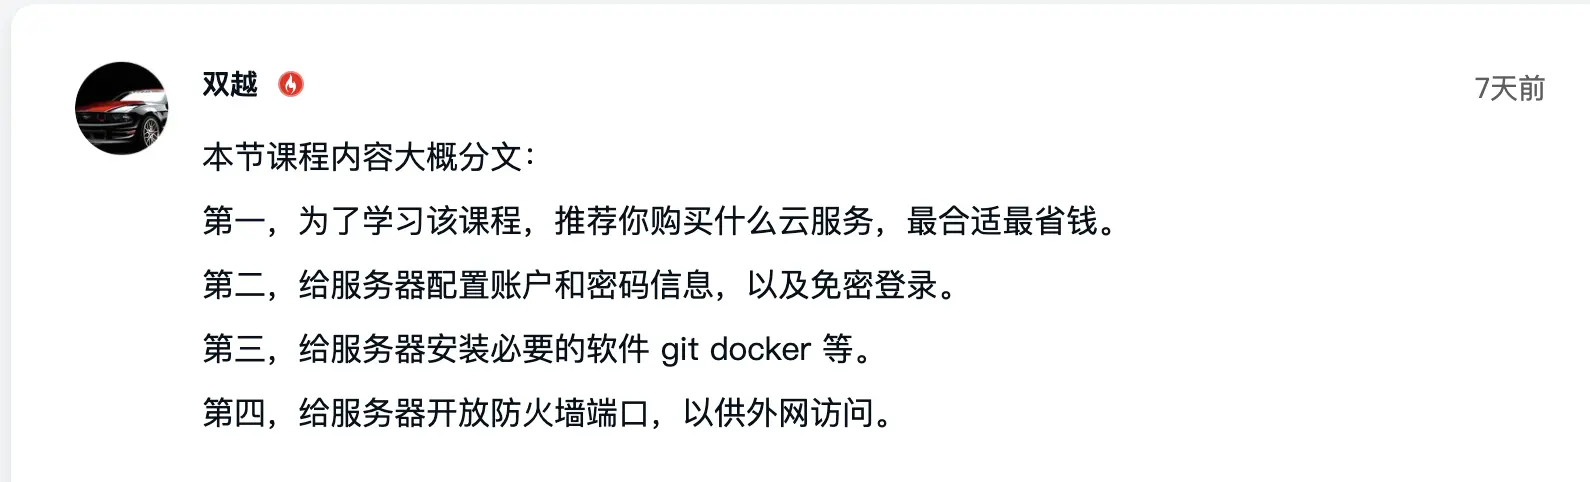 双越
7天前
本节课程内容大概分文：
第一，为了学习该课程，推荐你购买什么云服务，最合适最省钱。
第二，给服务器配置账户和密码信息，以及免密登录。
第三，给服务器安装必要的软件 git docker 等。
第四，给服务器开放防火墙端口，以供外网访问。